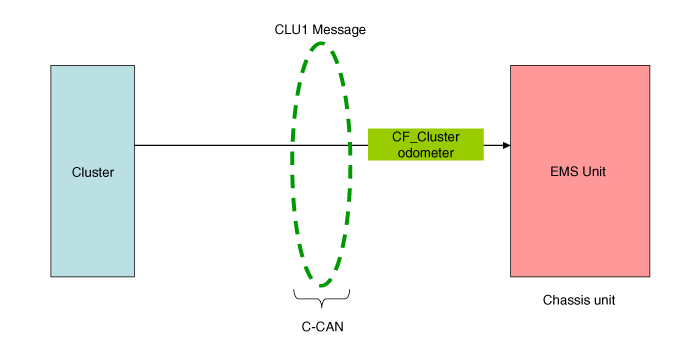 CLU1 Message
CF_Cluster
odometer
Cluster
EMS Unit
Chassis unit
C-CAN